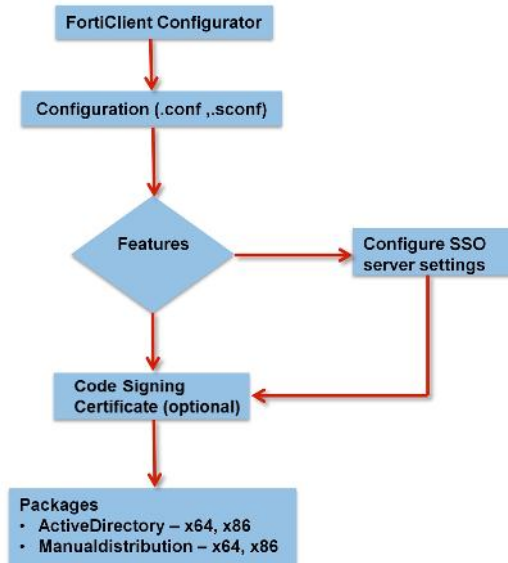 FortiClient Configurator
Configuration (.conf ,.sconf)
Features
Configure SSO
server settings
Code Signing
Certificate (optional)
Packages
• ActiveDirectory – x64, x86
• Manualdistribution – x64, x86